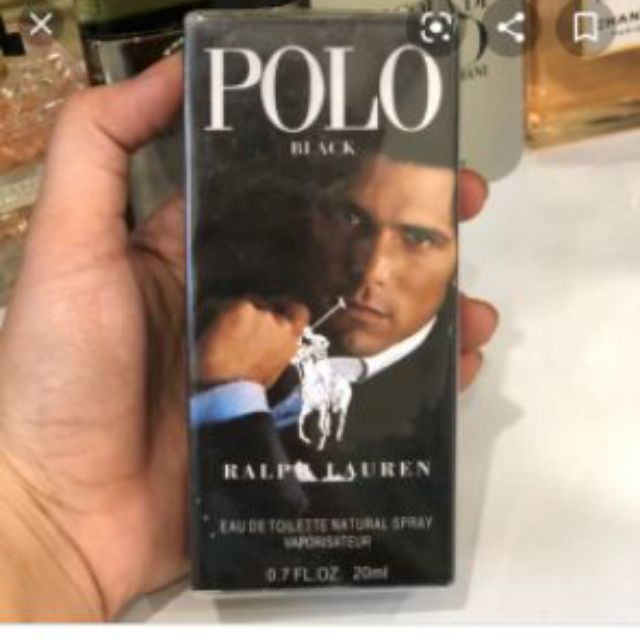 POLO
BLACK
RALPH LAUREN
EAU DE TOILETTE NATURAL SPRAY
VAPORISATEUR
0.7 FL.OZ. 20ml